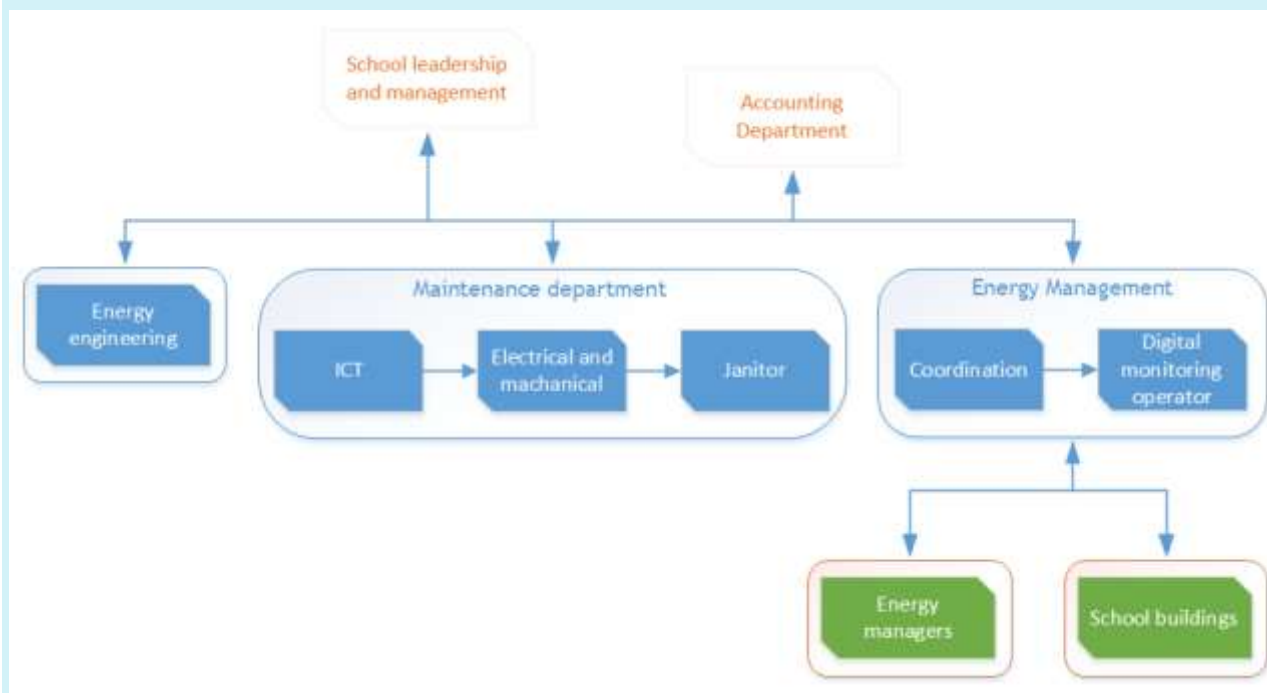 School leadership
and management
Accounting
Department
Maintenance department
Energy Management
Energy
engineering
ICT
Electrical and
machanical
Janitor
Coordination
Digital
monitoring
operator
Energy
managers
School buildings